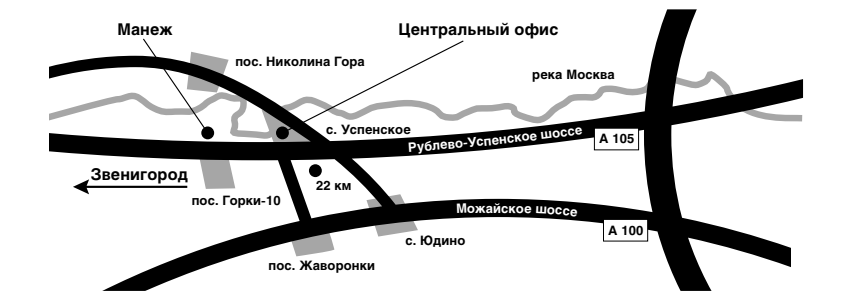 Манеж
Центральный офис
пос. Николина Гора
река Москва
с. Успенское
Рублево-Успенское шоссе
А 105
Звенигород
22 км
пос. Горки-10
Можайское шоссе
А 100
с. Юдино
пос. Жаворонки